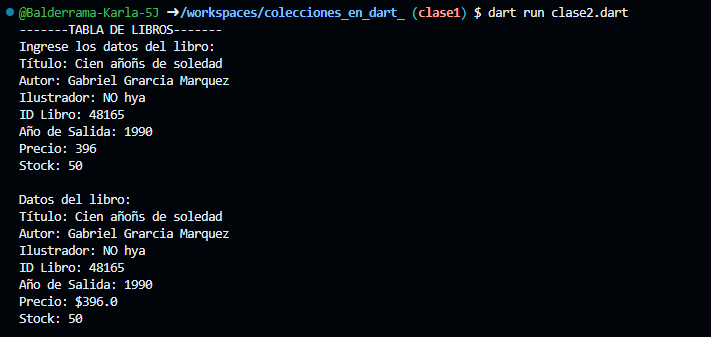 @Balderrama-Karla-5J ➜/workspaces/colecciones_en_dart_ (clase1) $ dart run clase2.dart
-------TABLA DE LIBROS-------
Ingrese los datos del libro:
Título: Cien añoñs de soledad
Autor: Gabriel Grarcia Marquez
Ilustrador: NO hya
ID Libro: 48165
Año de Salida: 1990
Precio: 396
Stock: 50

Datos del libro:
Título: Cien añoñs de soledad
Autor: Gabriel Grarcia Marquez
Ilustrador: NO hya
ID Libro: 48165
Año de Salida: 1990
Precio: $396.0
Stock: 50